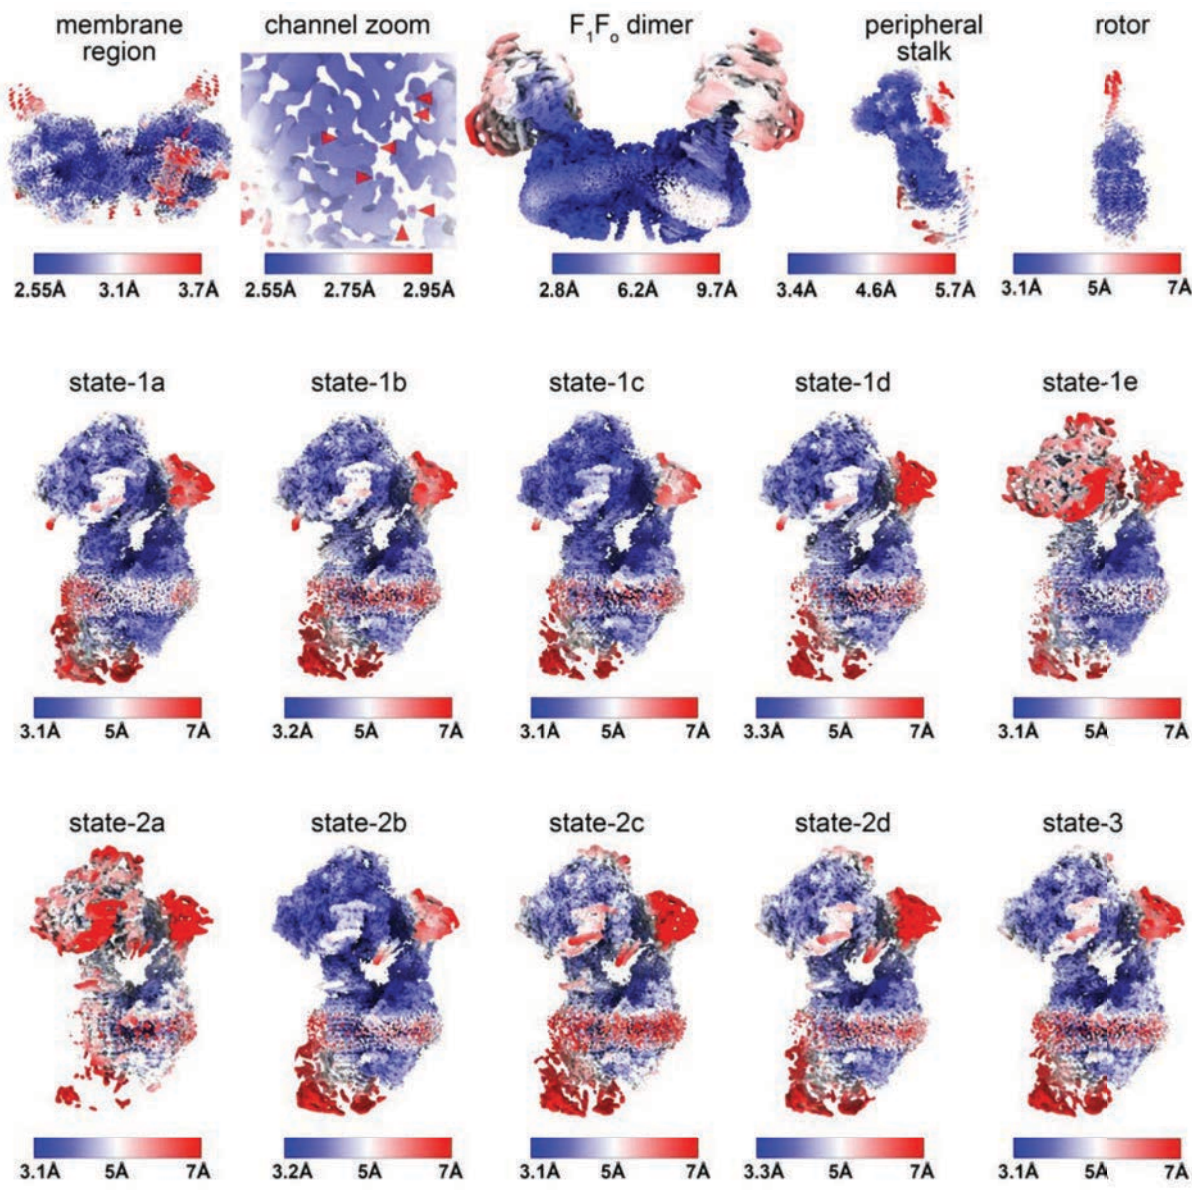 membrane region
channel zoom
F1Fo dimer
peripheral stalk
rotor
2.55Å 3.1Å 3.7Å
2.55Å 2.75Å 2.95Å
2.8Å 6.2Å 9.7Å
3.4Å 4.6Å 5.7Å
3.1Å 5Å 7Å
state-1a
state-1b
state-1c
state-1d
state-1e
3.1Å 5Å 7Å
3.2Å 5Å 7Å
3.1Å 5Å 7Å
3.3Å 5Å 7Å
3.1Å 5Å 7Å
state-2a
state-2b
state-2c
state-2d
state-3
3.1Å 5Å 7Å
3.2Å 5Å 7Å
3.1Å 5Å 7Å
3.3Å 5Å 7Å
3.1Å 5Å 7Å